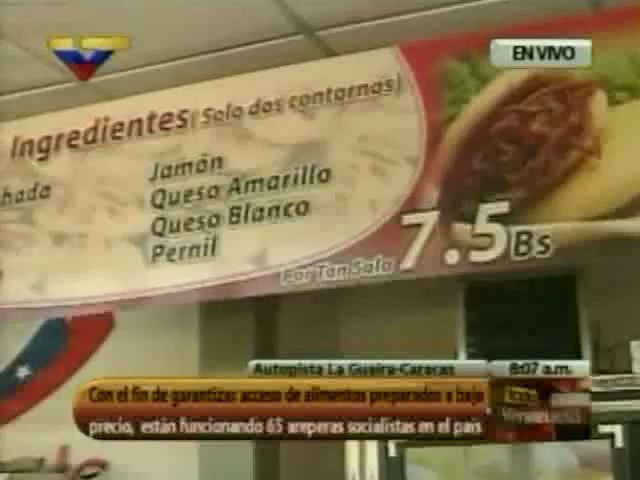 EN VIVO
Ingredientes (Solo dos contornos)
Jamón
hada Queso Amarillo
Queso Blanco
Pernil
Por Tan Solo 7.5 Bs
Autopista La Guaira-Caracas 8:07 a.m.
Con el fin de garantizas acceso de alimentos preparados a bajo
precio, están funcionando 65 areperas socialistas en el país